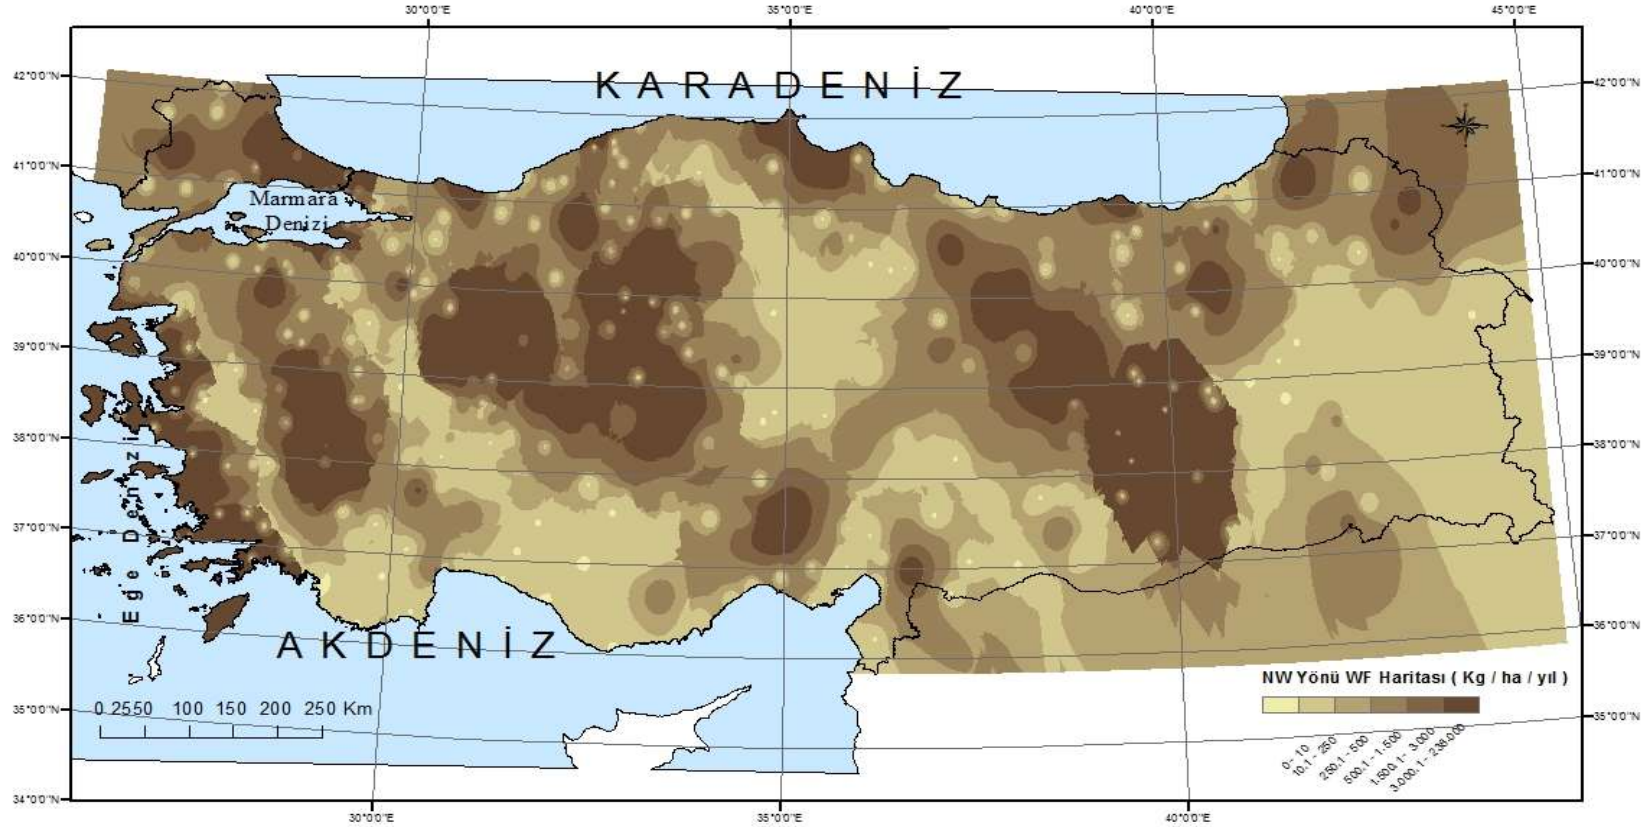 30°0'0"E 35°0'0"E 40°0'0"E 45°0'0"E
42°0'0"N 42°0'0"N
KARADENİZ
41°0'0"N 41°0'0"N
Marmara
Denizi
40°0'0"N 40°0'0"N
39°0'0"N 39°0'0"N
38°0'0"N 38°0'0"N
Ege Denizi
37°0'0"N 37°0'0"N
36°0'0"N 36°0'0"N
AKDENİZ
NW Yönü WF Haritası ( Kg / ha / yıl )
0 2550 100 150 200 250 Km
35°0'0"N 35°0'0"N
0 - 10
10.1 - 250
250.1 - 500
500.1 - 1.500
1.500.1 - 3.000
3.000.1 - 238.000
34°0'0"N
30°0'0"E 35°0'0"E 40°0'0"E